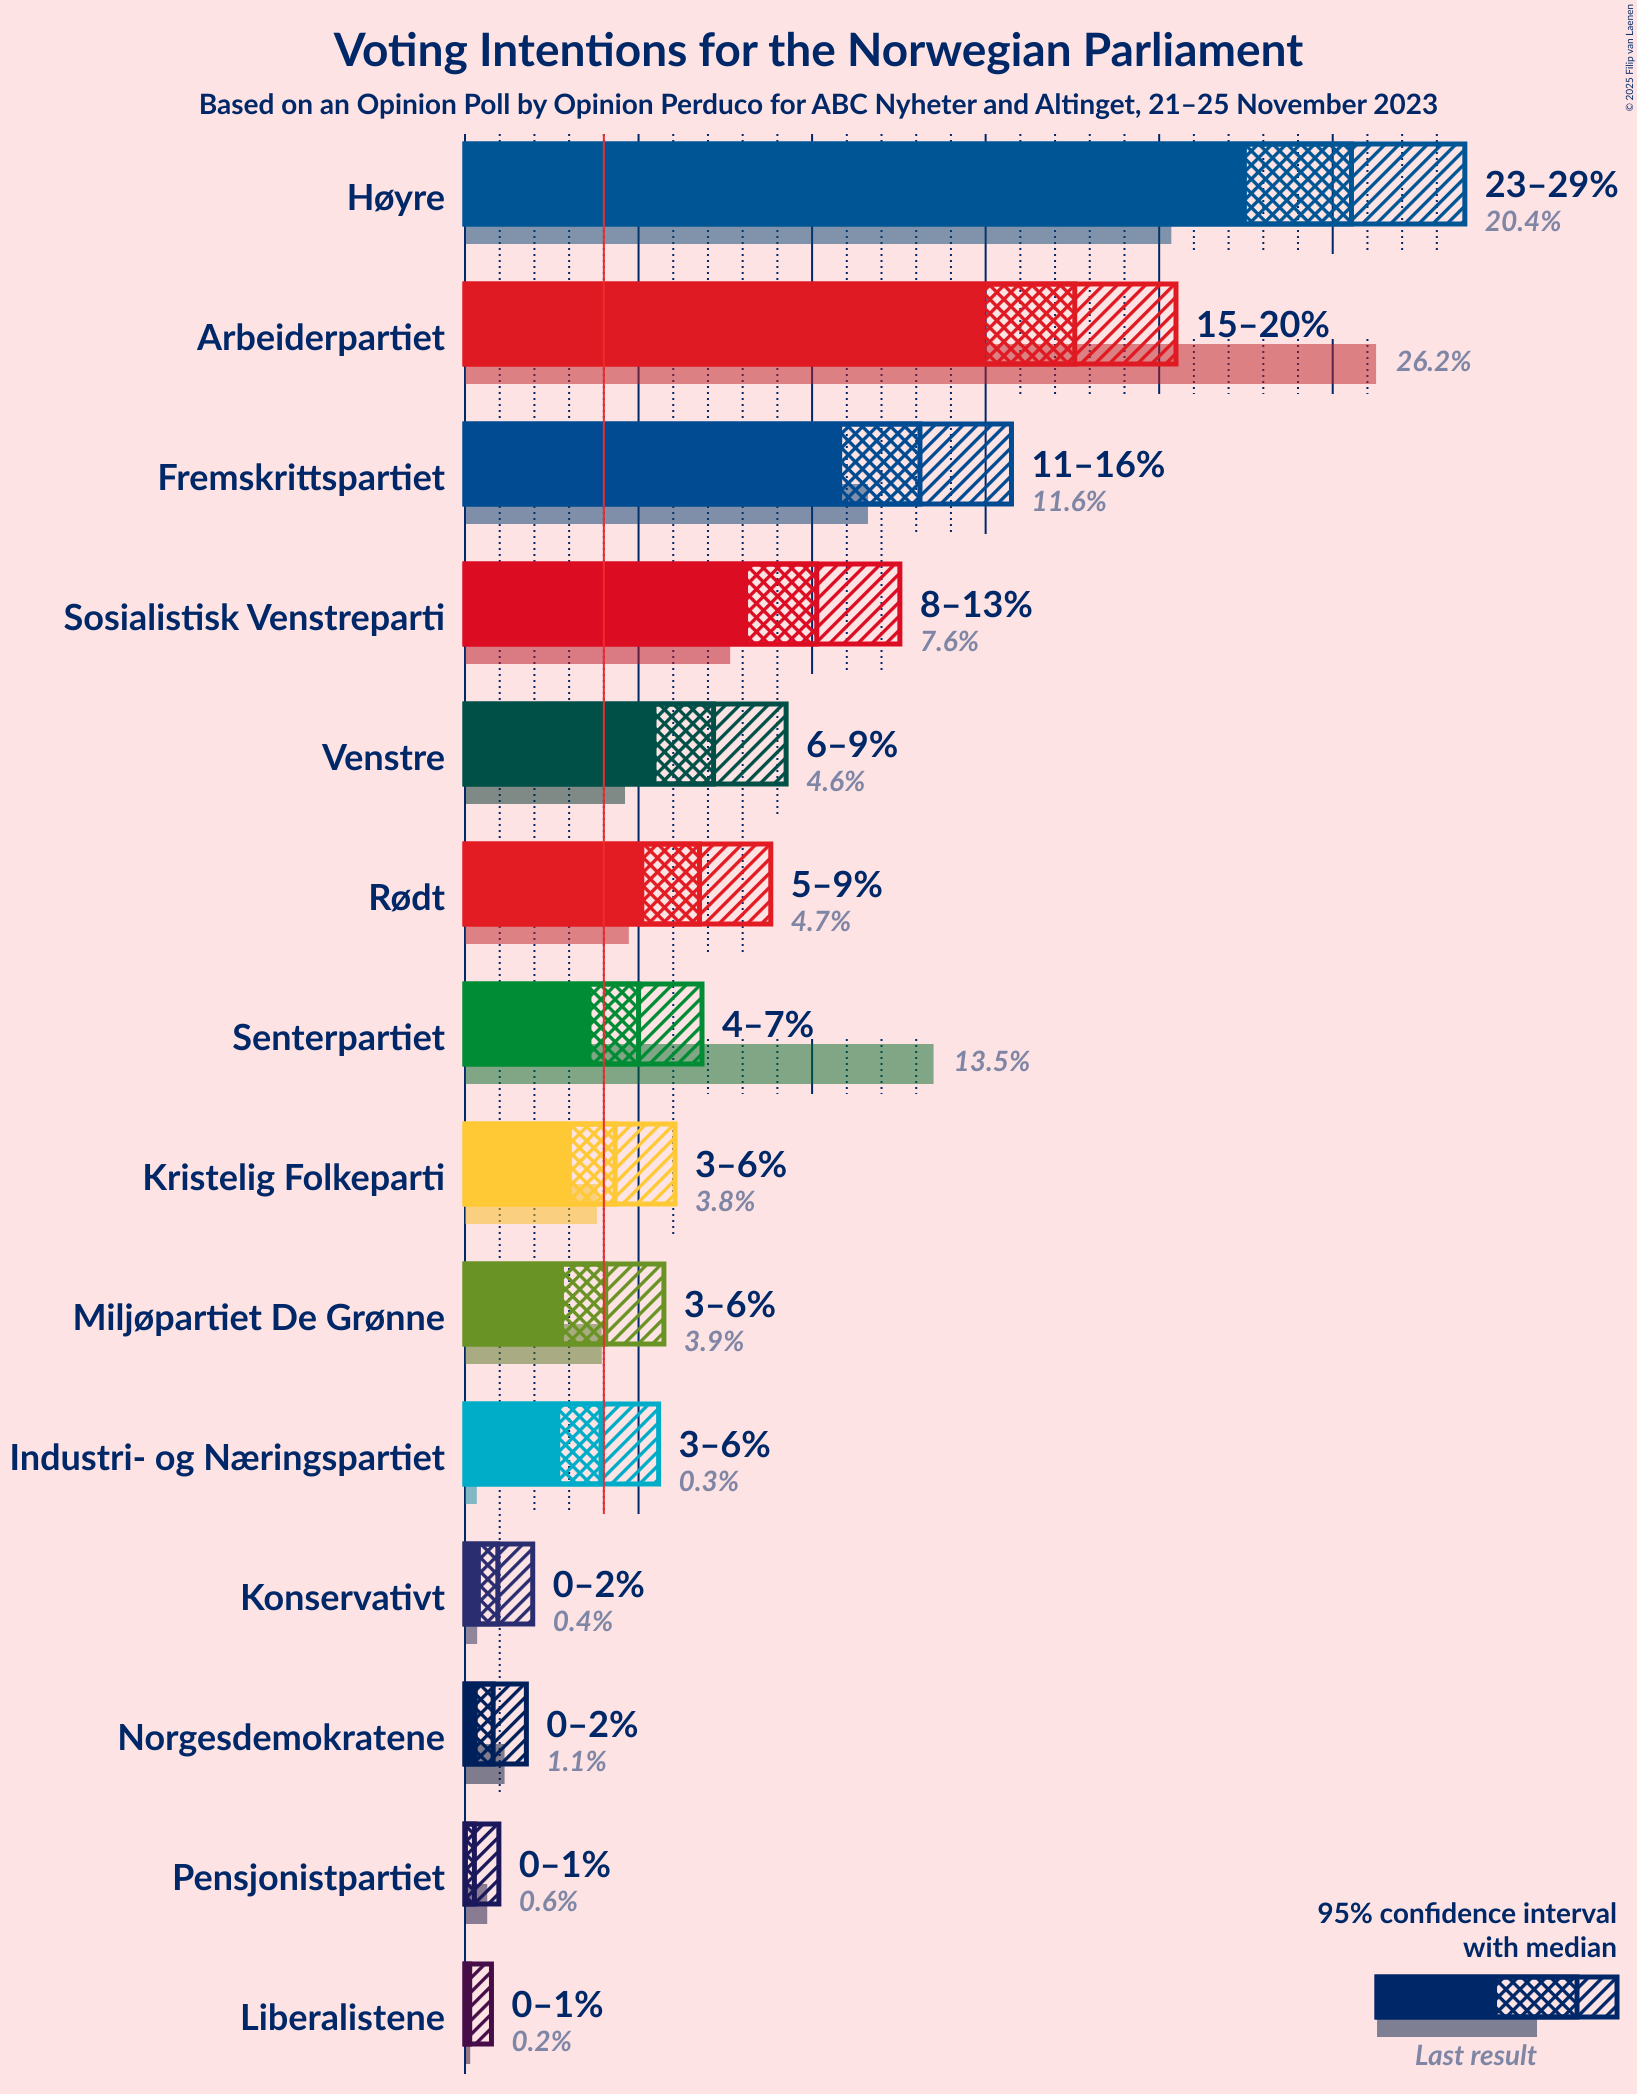 Voting Intentions for the Norwegian Parliament
Based on an Opinion Poll by Opinion Perduco for ABC Nyheter and Altinget, 21–25 November 2023
© 2025 Filip van Laenen
Høyre
23–29%
20.4%
Arbeiderpartiet
15–20%
26.2%
Fremskrittspartiet
11–16%
11.6%
Sosialistisk Venstreparti
8–13%
7.6%
Venstre
6–9%
4.6%
Rødt
5–9%
4.7%
Senterpartiet
4–7%
13.5%
Kristelig Folkeparti
3–6%
3.8%
Miljøpartiet De Grønne
3–6%
3.9%
Industri- og Næringspartiet
3–6%
0.3%
Konservativt
0–2%
0.4%
Norgesdemokratene
0–2%
1.1%
Pensjonistpartiet
0–1%
0.6%
Liberalistene
0–1%
0.2%
95% confidence interval
with median
Last result